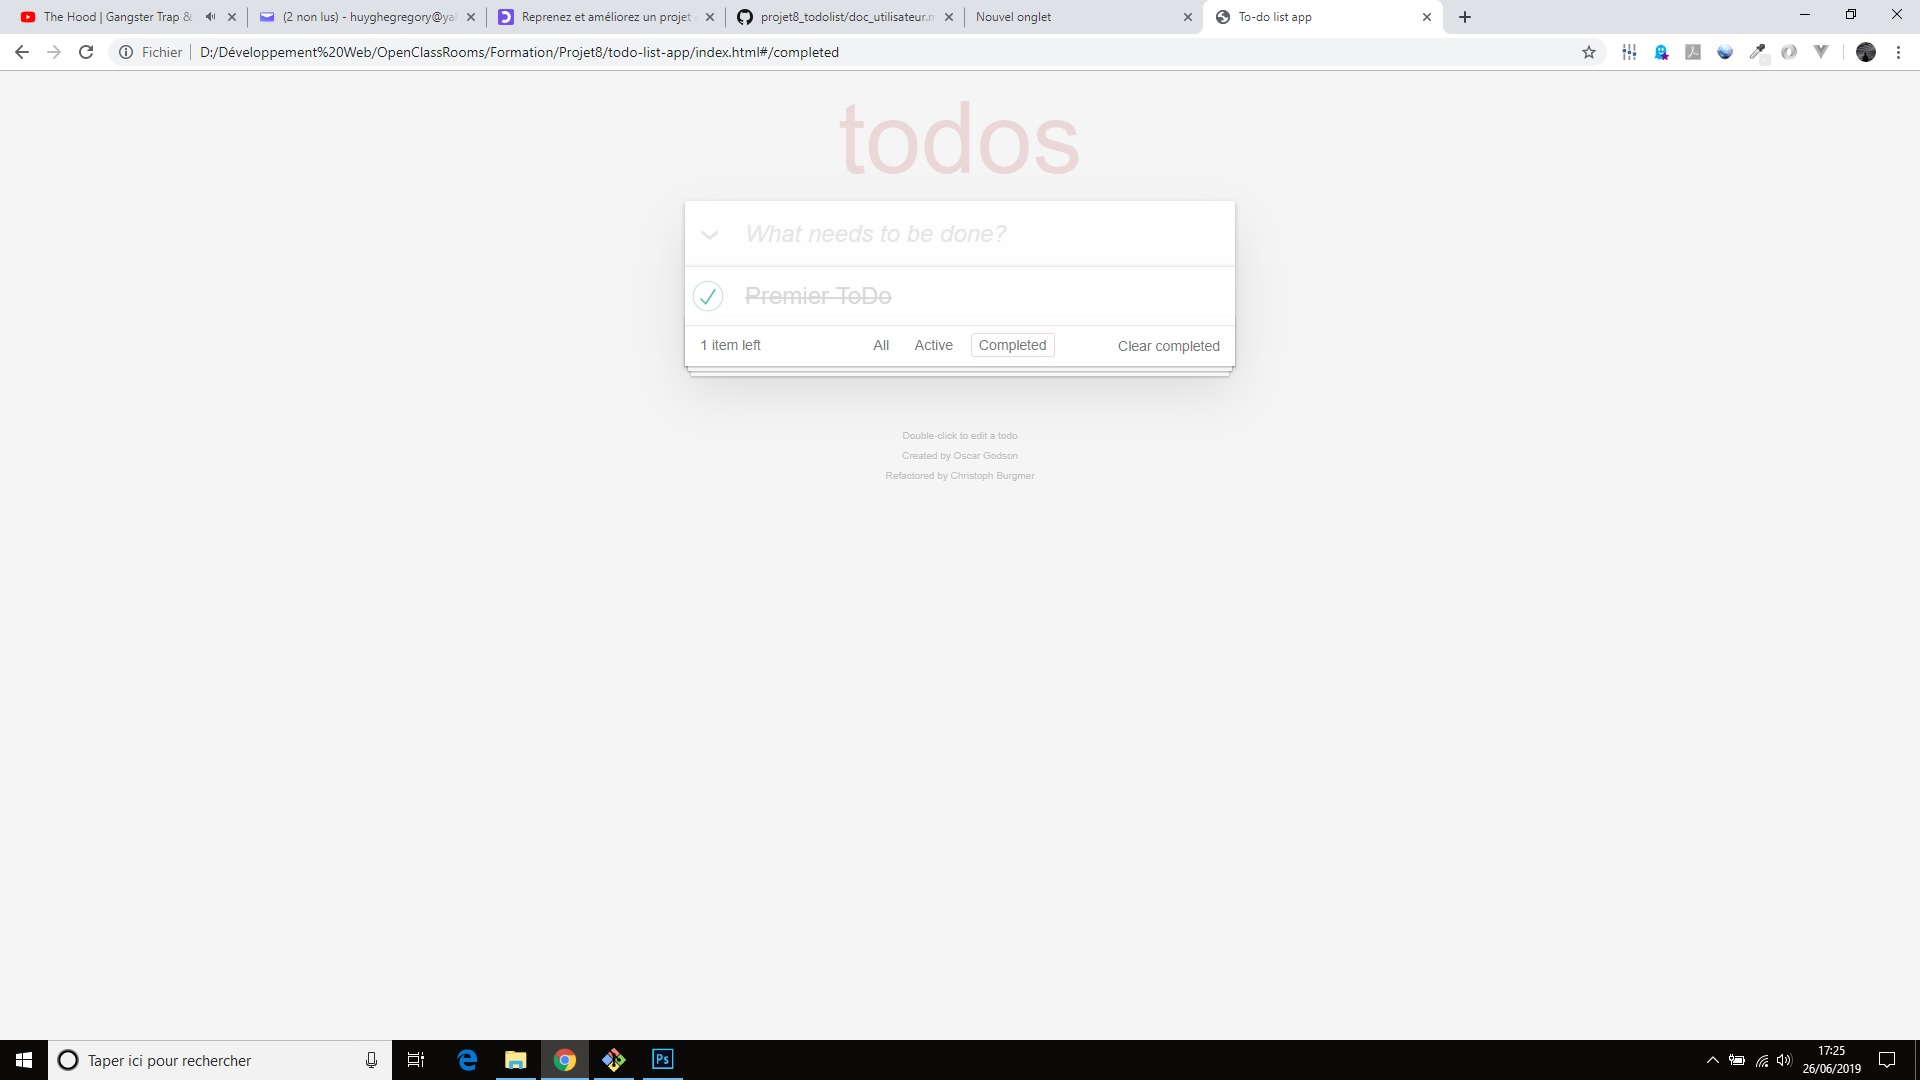 The Hood | Gangster Trap &
(2 non lus) - huyghegregory@ya
Reprenez et améliorez un projet
projet8_todolist/doc_utilisateur.m
Nouvel onglet
To-do list app
Fichier
D:/Développement%20Web/OpenClassRooms/Formation/Projet8/todo-list-app/index.html#/completed
todos
What needs to be done?
Premier ToDo
1 item left
All
Active
Completed
Clear completed
Double-click to edit a todo
Created by Oscar Godson
Refactored by Christoph Burgmer
Taper ici pour rechercher
Ps
17:25
26/06/2019